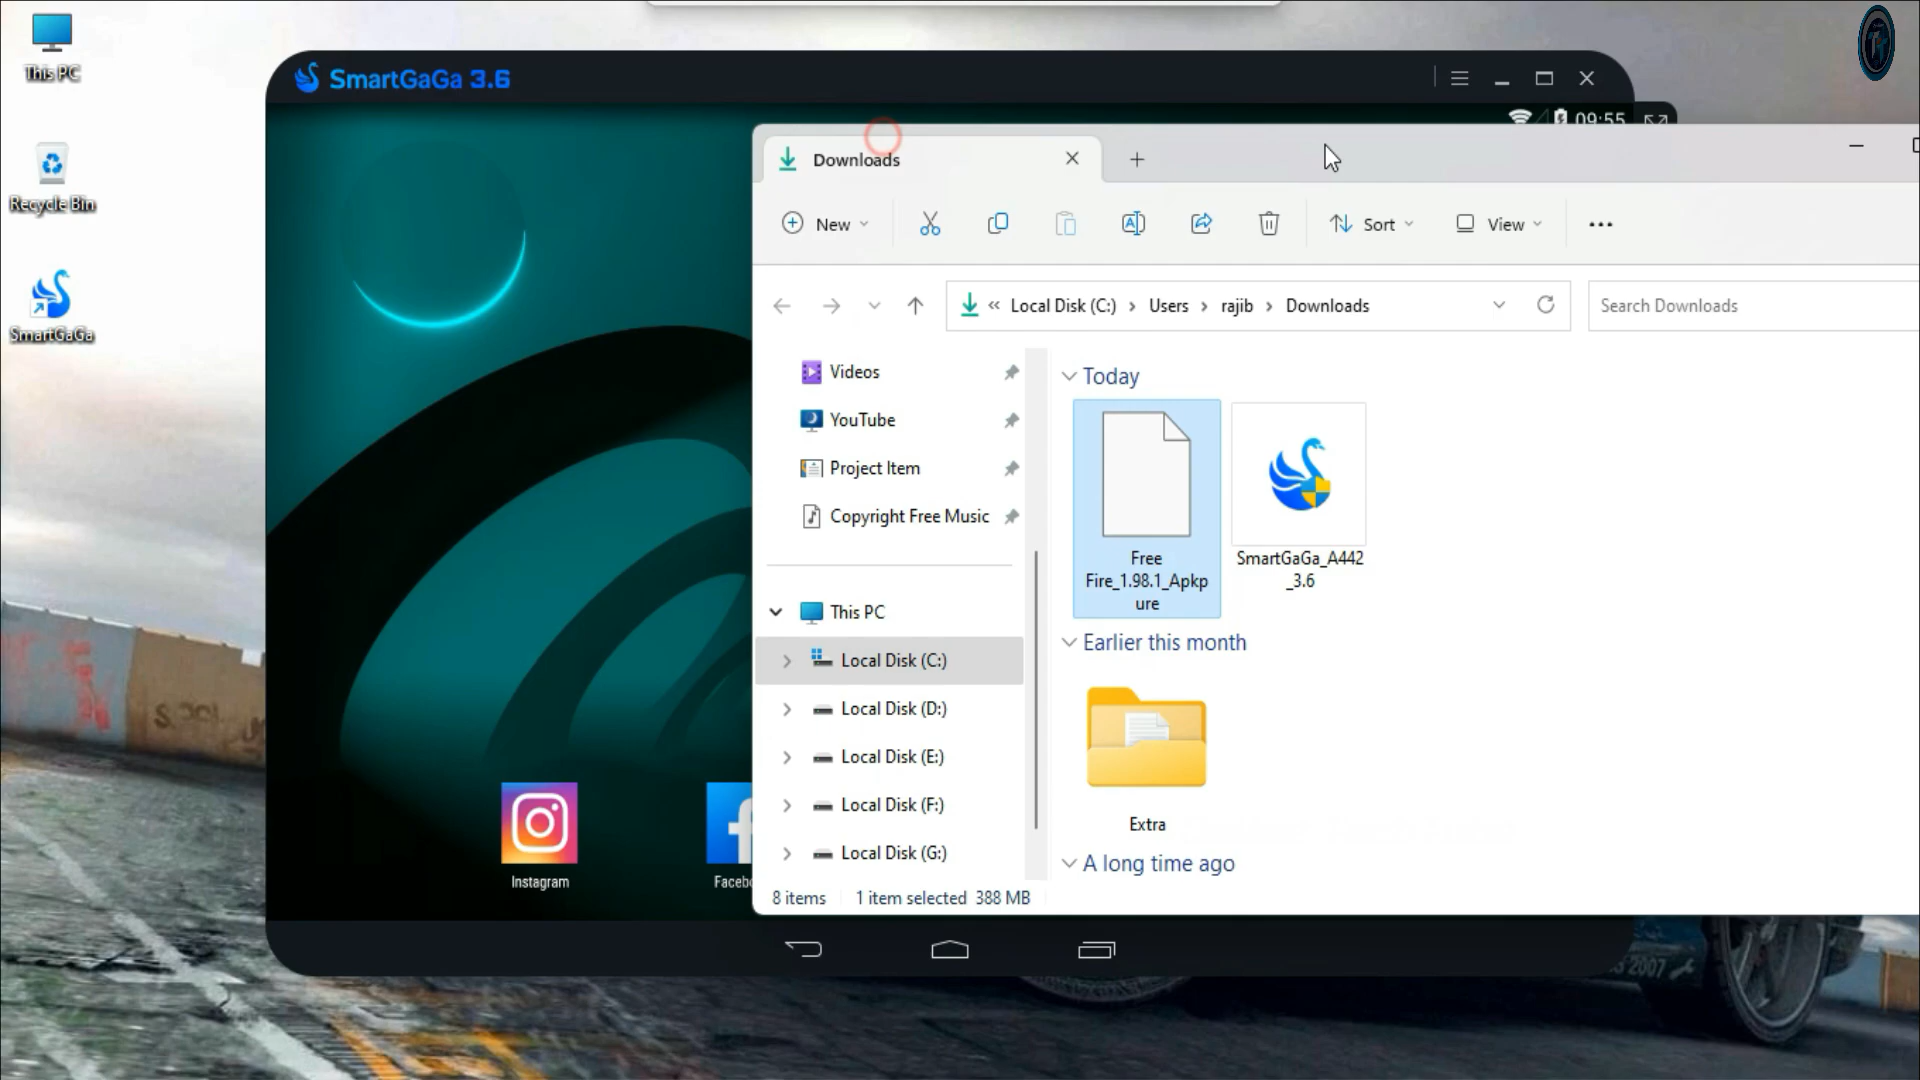 This PC
Recycle Bin
SmartGaGa
SmartGaGa 3.6
09:55
Downloads
New
Sort
View
« Local Disk (C:) › Users › rajib › Downloads
Search Downloads
Videos
YouTube
Project Item
Copyright Free Music
This PC
Local Disk (C:)
Local Disk (D:)
Local Disk (E:)
Local Disk (F:)
Local Disk (G:)
Today
Free
Fire_1.98.1_Apkp
ure
SmartGaGa_A442
_3.6
Earlier this month
Extra
A long time ago
8 items
1 item selected 388 MB
Instagram
Facebo
2007